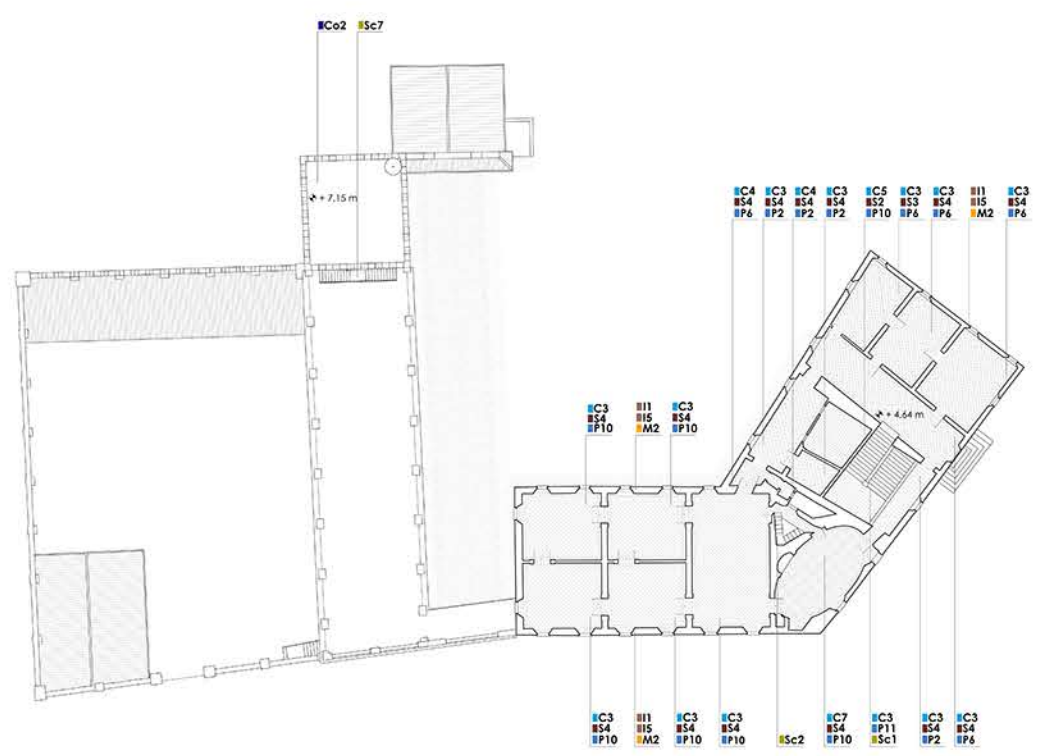 Co2 Sc7
+ 7.15 m
C4 C3 C4 C3 C5 C3 C3 I1 C3
S4 S4 S4 S4 S2 S3 S4 I5 S4
P6 P2 P2 P2 P10 P6 P6 M2 P6
+ 4.64 m
C3 I1 C3
S4 I5 S4
P10 M2 P10
C3 I1 C3 C3 C7 C3 C3 C3
S4 I5 S4 S4 S4 P11 S4 S4
P10 M2 P10 P10 Sc2 P10 Sc1 P2 P6